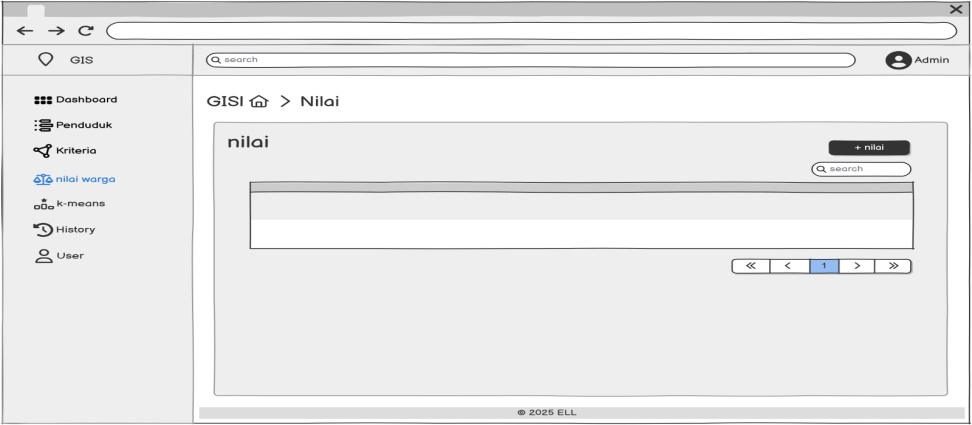 GIS
search
Admin
Dashboard
Penduduk
Kriteria
nilai warga
k-means
History
User
GISI > Nilai
nilai
+ nilai
search
1
© 2025 ELL